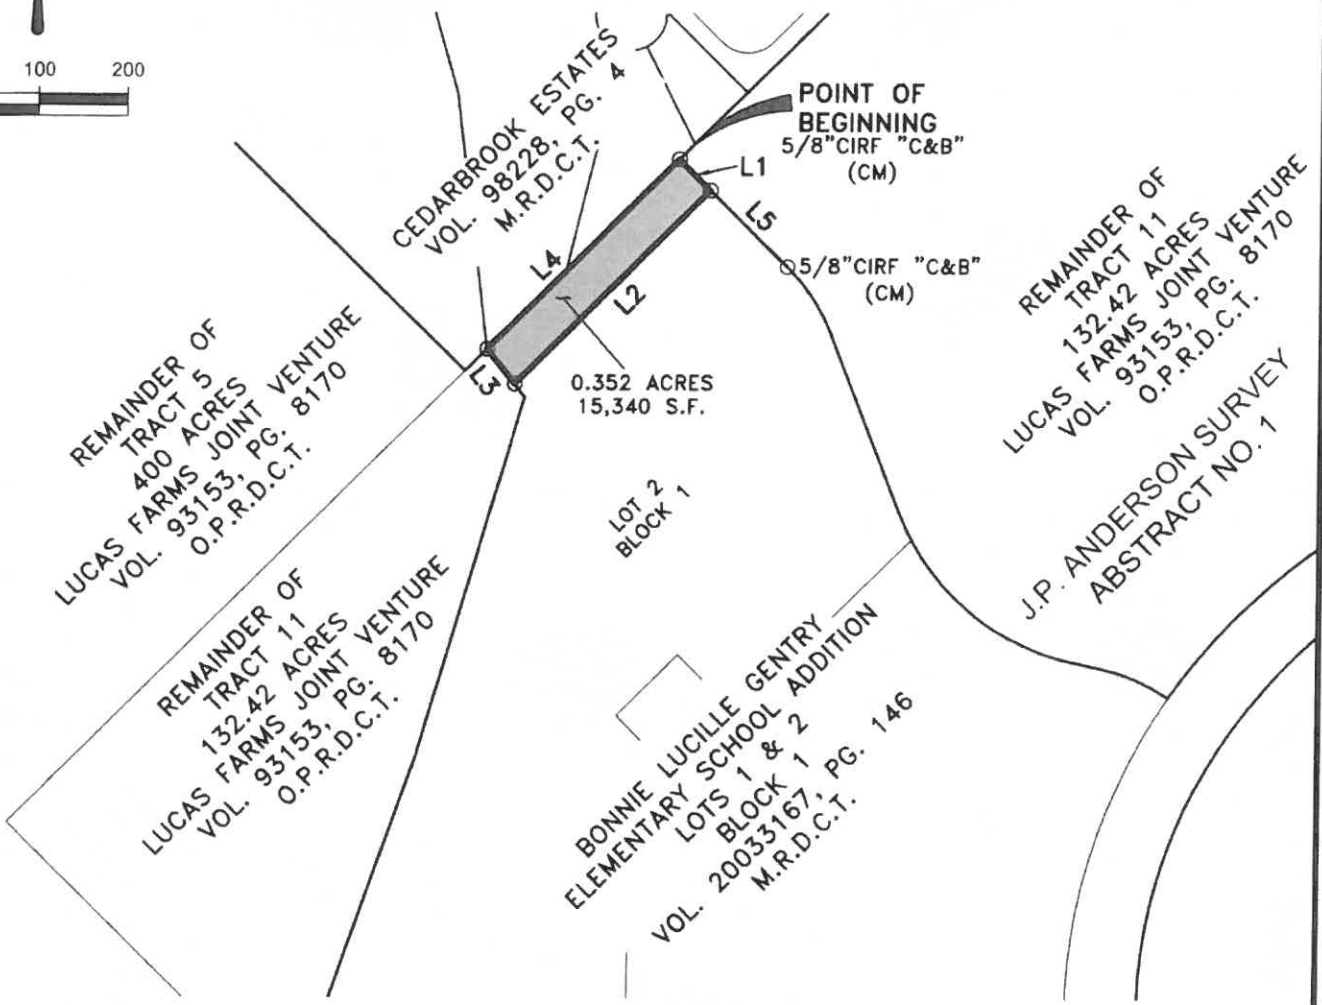 100 200
CEDARBROOK ESTATES
VOL. 98228, PG. 4
M.R.D.C.T.
POINT OF
BEGINNING
5/8"CIRF "C&B"
(CM)
L1
L5
L4
L2
L3
5/8"CIRF "C&B"
(CM)
0.352 ACRES
15,340 S.F.
REMAINDER OF
TRACT 11
132.42 ACRES
LUCAS FARMS JOINT VENTURE
VOL. 93153, PG. 8170
O.P.R.D.C.T.
J.P. ANDERSON SURVEY
ABSTRACT NO. 1
REMAINDER OF
TRACT 5
400 ACRES
LUCAS FARMS JOINT VENTURE
VOL. 93153, PG. 8170
O.P.R.D.C.T.
LOT 2
BLOCK 1
REMAINDER OF
TRACT 11
132.42 ACRES
LUCAS FARMS JOINT VENTURE
VOL. 93153, PG. 8170
O.P.R.D.C.T.
BONNIE LUCILLE GENTRY
ELEMENTARY SCHOOL ADDITION
LOTS 1 & 2
BLOCK 1
VOL. 20033167, PG. 146
M.R.D.C.T.